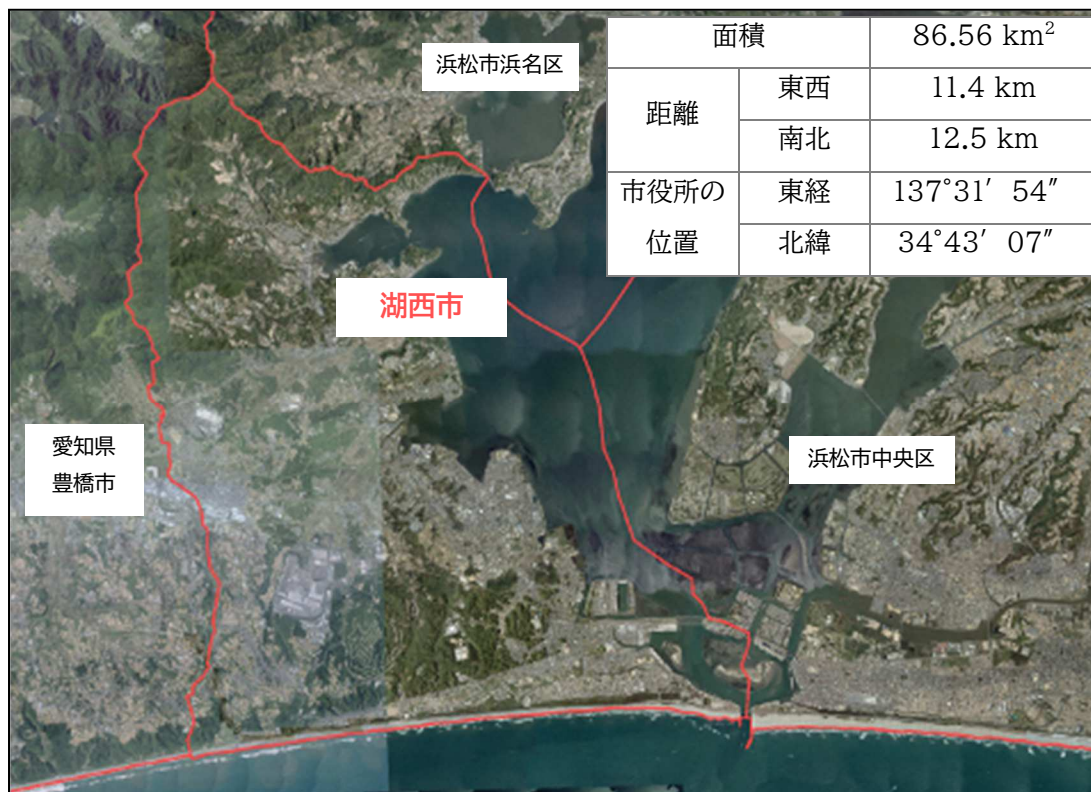 浜松市浜名区
面積 86.56 km²
距離 東西 11.4 km
南北 12.5 km
市役所の位置 東経 137°31′54″
北緯 34°43′07″
湖西市
愛知県
豊橋市
浜松市中央区